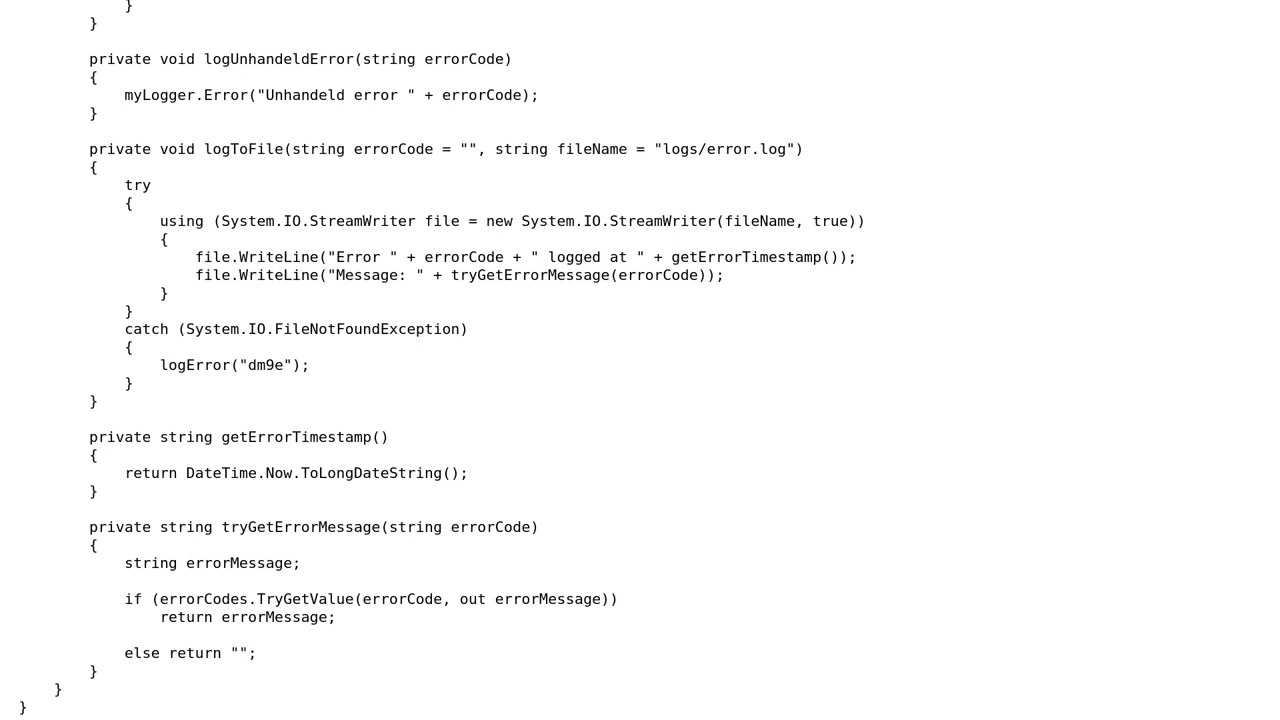 }
        }

        private void logUnhandeldError(string errorCode)
        {
            myLogger.Error("Unhandeld error " + errorCode);
        }

        private void logToFile(string errorCode = "", string fileName = "logs/error.log")
        {
            try
            {
                using (System.IO.StreamWriter file = new System.IO.StreamWriter(fileName, true))
                {
                    file.WriteLine("Error " + errorCode + " logged at " + getErrorTimestamp());
                    file.WriteLine("Message: " + tryGetErrorMessage(errorCode));
                }
            }
            catch (System.IO.FileNotFoundException)
            {
                logError("dm9e");
            }
        }

        private string getErrorTimestamp()
        {
            return DateTime.Now.ToLongDateString();
        }

        private string tryGetErrorMessage(string errorCode)
        {
            string errorMessage;

            if (errorCodes.TryGetValue(errorCode, out errorMessage))
                return errorMessage;

            else return "";
        }
    }
}